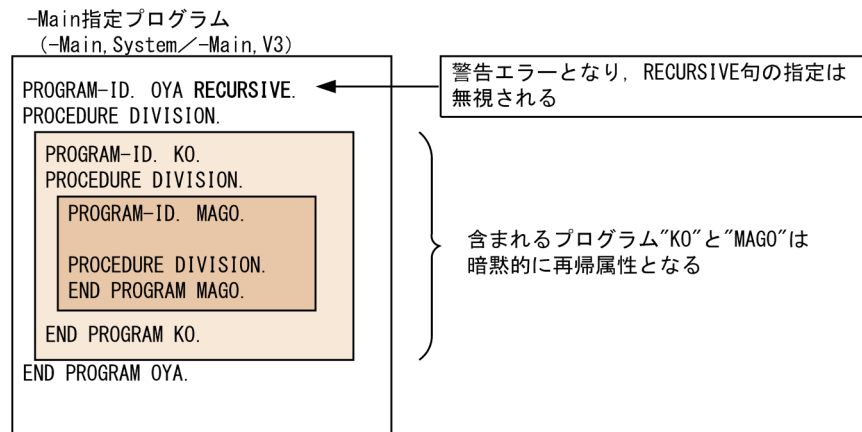 -Main指定プログラム
(-Main,System/-Main,V3)
PROGRAM-ID. OYA RECURSIVE.
PROCEDURE DIVISION.
警告エラーとなり，RECURSIVE句の指定は
無視される
PROGRAM-ID. KO.
PROCEDURE DIVISION.
PROGRAM-ID. MAGO.
PROCEDURE DIVISION.
END PROGRAM MAGO.
END PROGRAM KO.
END PROGRAM OYA.
含まれるプログラム"KO"と"MAGO"は
暗黙的に再帰属性となる